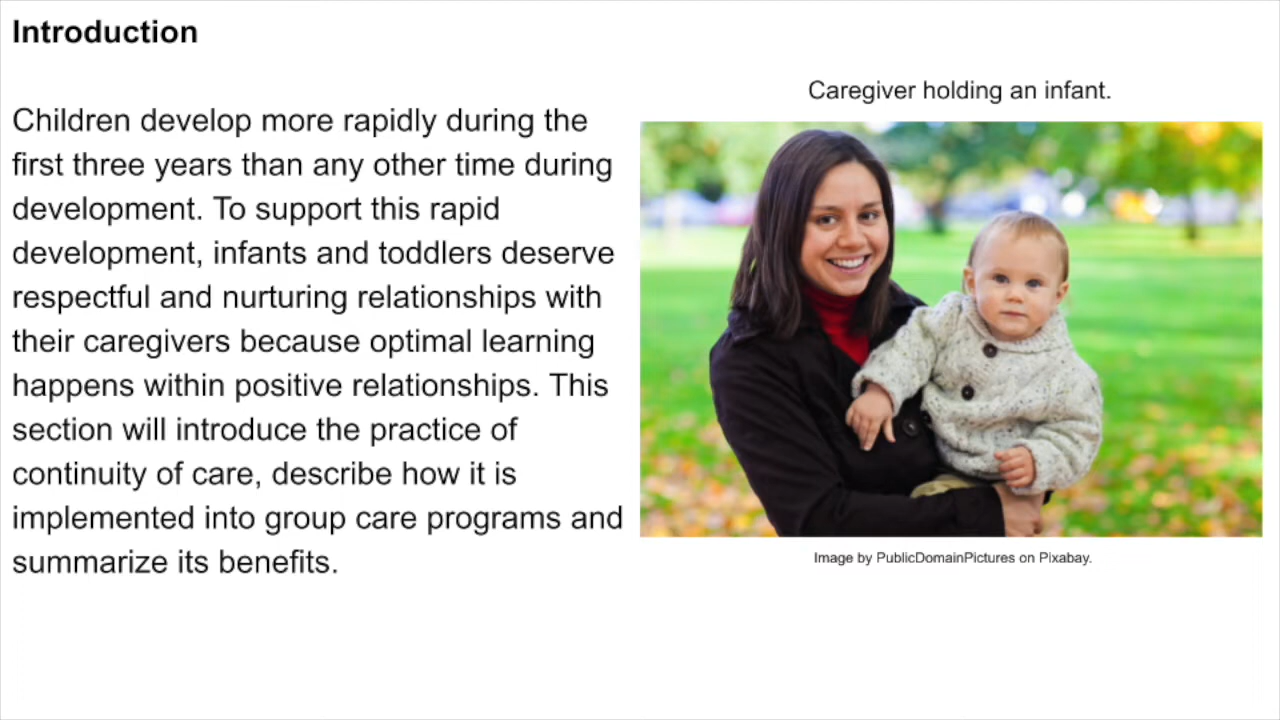 Introduction
Children develop more rapidly during the
first three years than any other time during
development. To support this rapid
development, infants and toddlers deserve
respectful and nurturing relationships with
their caregivers because optimal learning
happens within positive relationships. This
section will introduce the practice of
continuity of care, describe how it is
implemented into group care programs and
summarize its benefits.
Caregiver holding an infant.
Image by PublicDomainPictures on Pixabay.